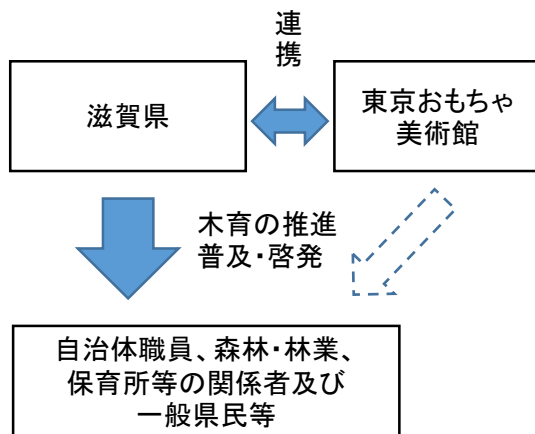 連
携
滋賀県
東京おもちゃ
美術館
木育の推進
普及・啓発
自治体職員、森林・林業、
保育所等の関係者及び
一般県民等